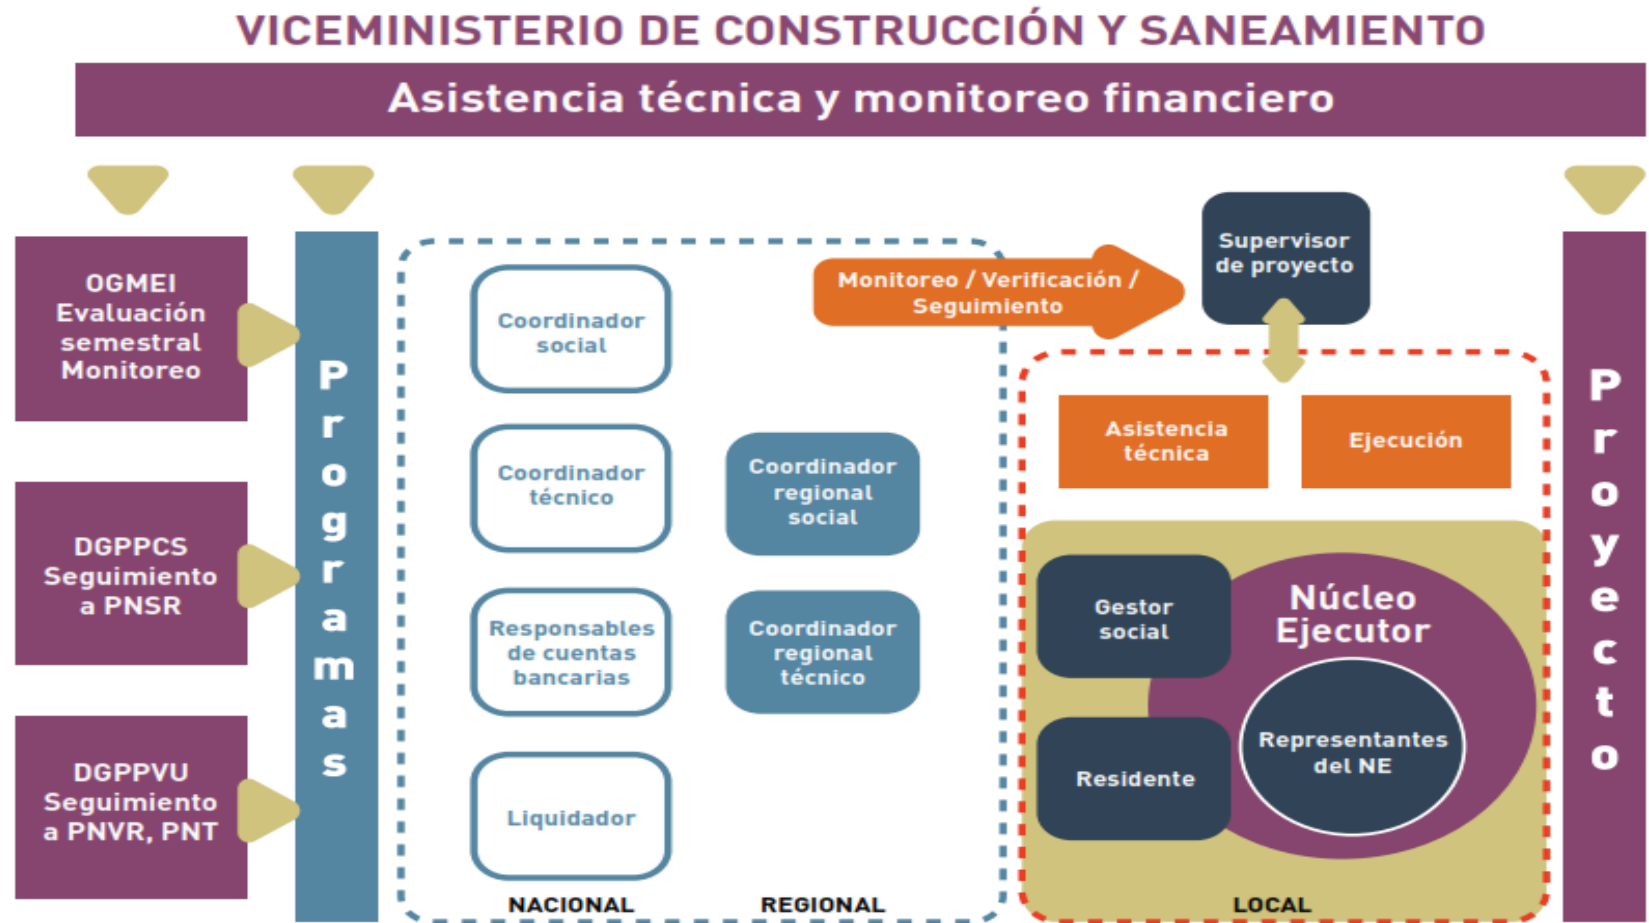 VICEMINISTERIO DE CONSTRUCCIÓN Y SANEAMIENTO
Asistencia técnica y monitoreo financiero
OGMEI
Evaluación
semestral
Monitoreo
DGPPCS
Seguimiento
a PNSR
DGPPVU
Seguimiento
a PNVR, PNT
Programas
Coordinador
social
Coordinador
técnico
Responsables
de cuentas
bancarias
Liquidador
NACIONAL
Coordinador
regional
social
Coordinador
regional
técnico
REGIONAL
Monitoreo / Verificación /
Seguimiento
Supervisor
de proyecto
Asistencia
técnica
Ejecución
Gestor
social
Residente
Núcleo
Ejecutor
Representantes
del NE
LOCAL
Proyecto